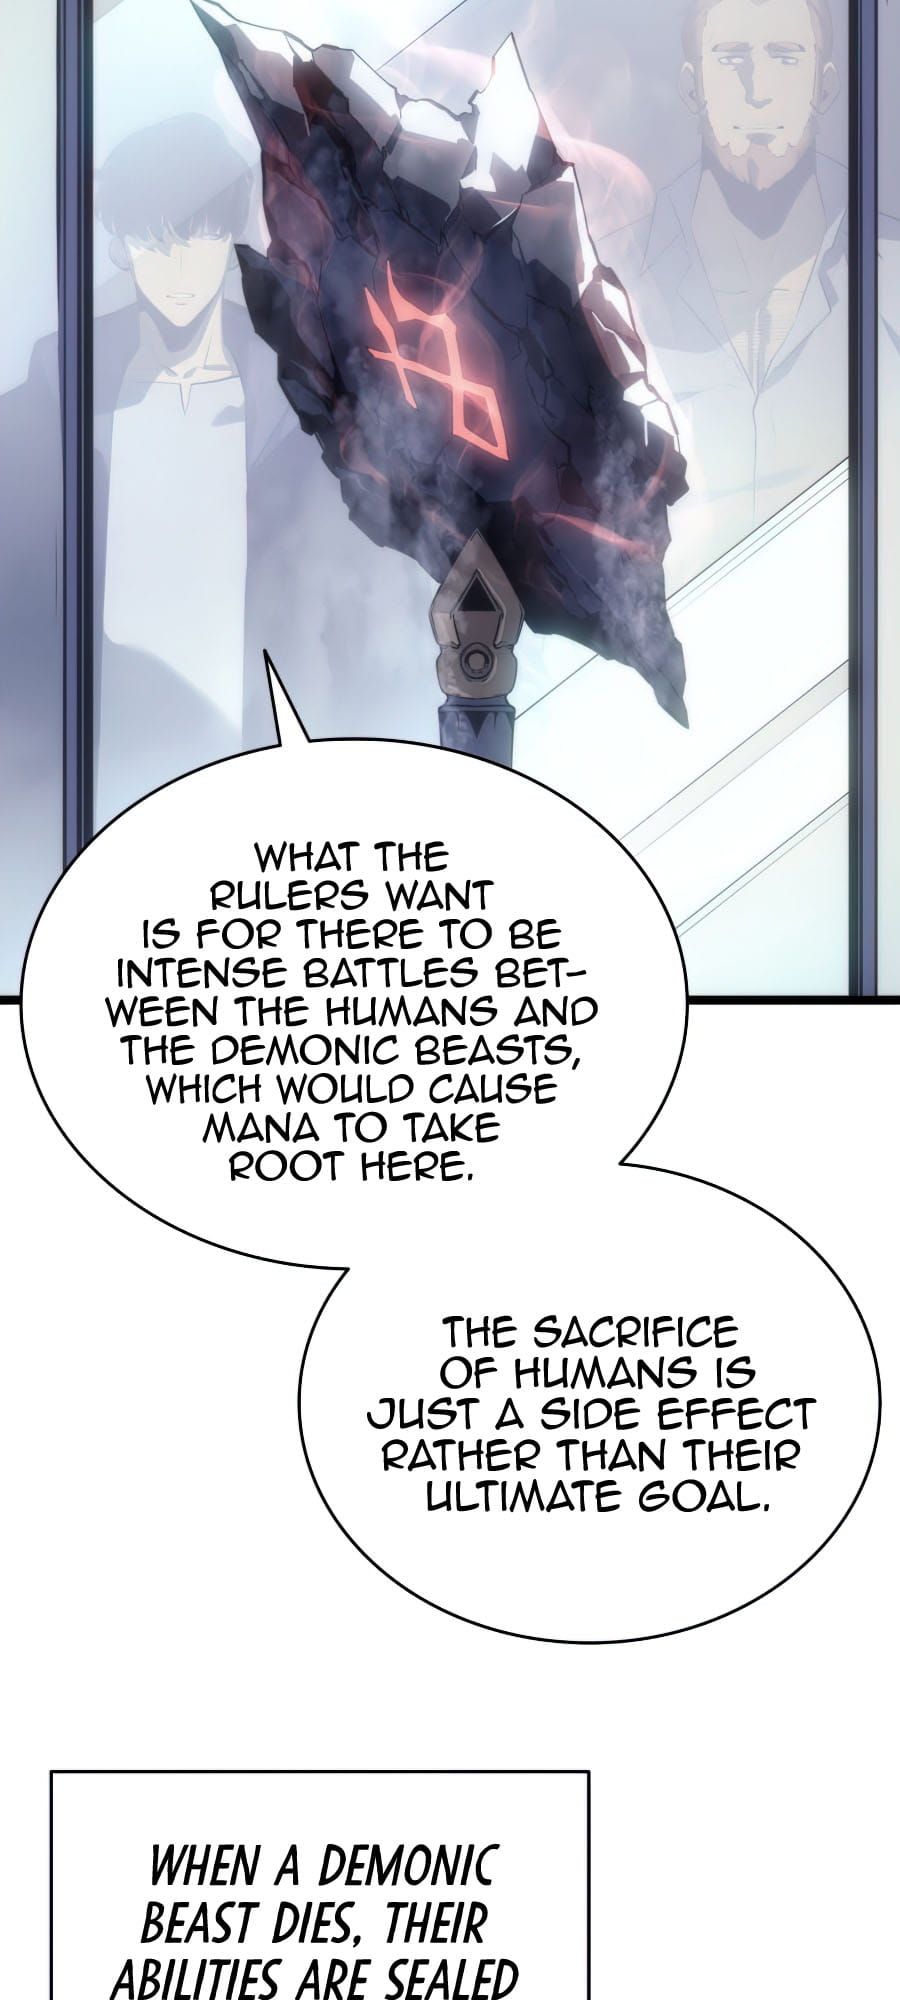 WHAT THE
RULERS WANT
IS FOR THERE TO BE
INTENSE BATTLES BET-
WEEN THE HUMANS AND
THE DEMONIC BEASTS,
WHICH WOULD CAUSE
MANA TO TAKE
ROOT HERE.
THE SACRIFICE
OF HUMANS IS
JUST A SIDE EFFECT
RATHER THAN THEIR
ULTIMATE GOAL.
WHEN A DEMONIC
BEAST DIES, THEIR
ABILITIES ARE SEALED